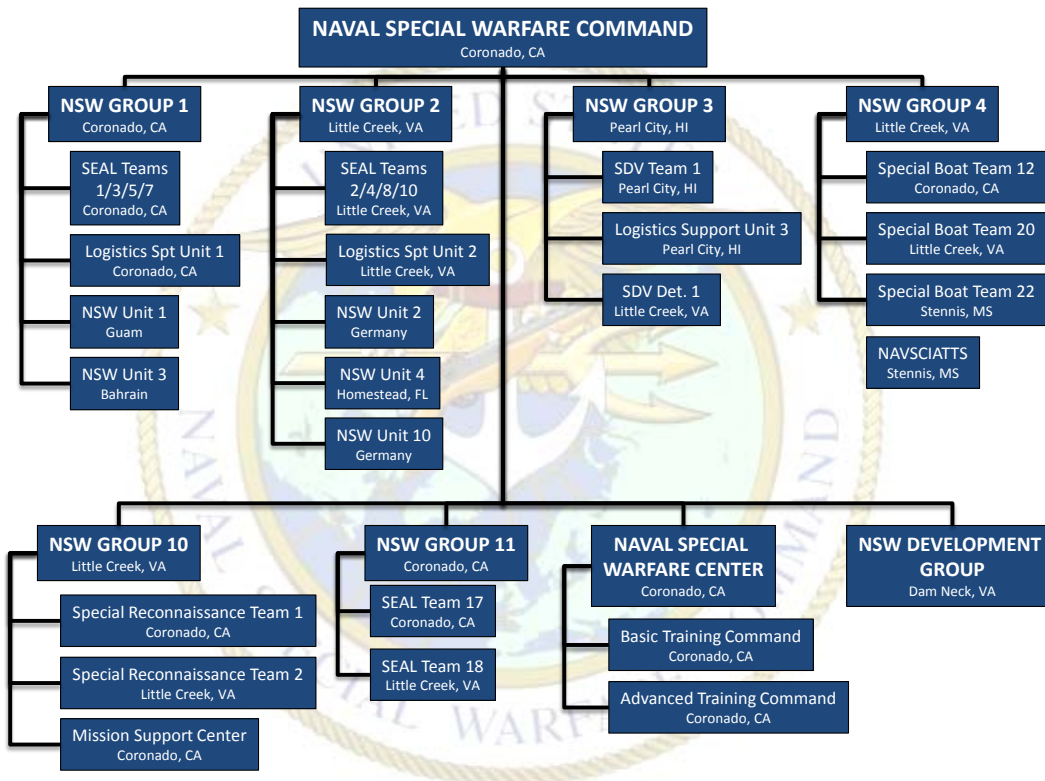 NAVAL SPECIAL WARFARE COMMAND
Coronado, CA
NSW GROUP 1
Coronado, CA
SEAL Teams
1/3/5/7
Coronado, CA
Logistics Spt Unit 1
Coronado, CA
NSW Unit 1
Guam
NSW Unit 3
Bahrain
NSW GROUP 2
Little Creek, VA
SEAL Teams
2/4/8/10
Little Creek, VA
Logistics Spt Unit 2
Little Creek, VA
NSW Unit 2
Germany
NSW Unit 4
Homestead, FL
NSW Unit 10
Germany
NSW GROUP 3
Pearl City, HI
SDV Team 1
Pearl City, HI
Logistics Support Unit 3
Pearl City, HI
SDV Det. 1
Little Creek, VA
NSW GROUP 4
Little Creek, VA
Special Boat Team 12
Coronado, CA
Special Boat Team 20
Little Creek, VA
Special Boat Team 22
Stennis, MS
NAVSCIATTS
Stennis, MS
NSW GROUP 10
Little Creek, VA
Special Reconnaissance Team 1
Coronado, CA
Special Reconnaissance Team 2
Little Creek, VA
Mission Support Center
Coronado, CA
NSW GROUP 11
Coronado, CA
SEAL Team 17
Coronado, CA
SEAL Team 18
Little Creek, VA
NAVAL SPECIAL
WARFARE CENTER
Coronado, CA
Basic Training Command
Coronado, CA
Advanced Training Command
Coronado, CA
NSW DEVELOPMENT
GROUP
Dam Neck, VA